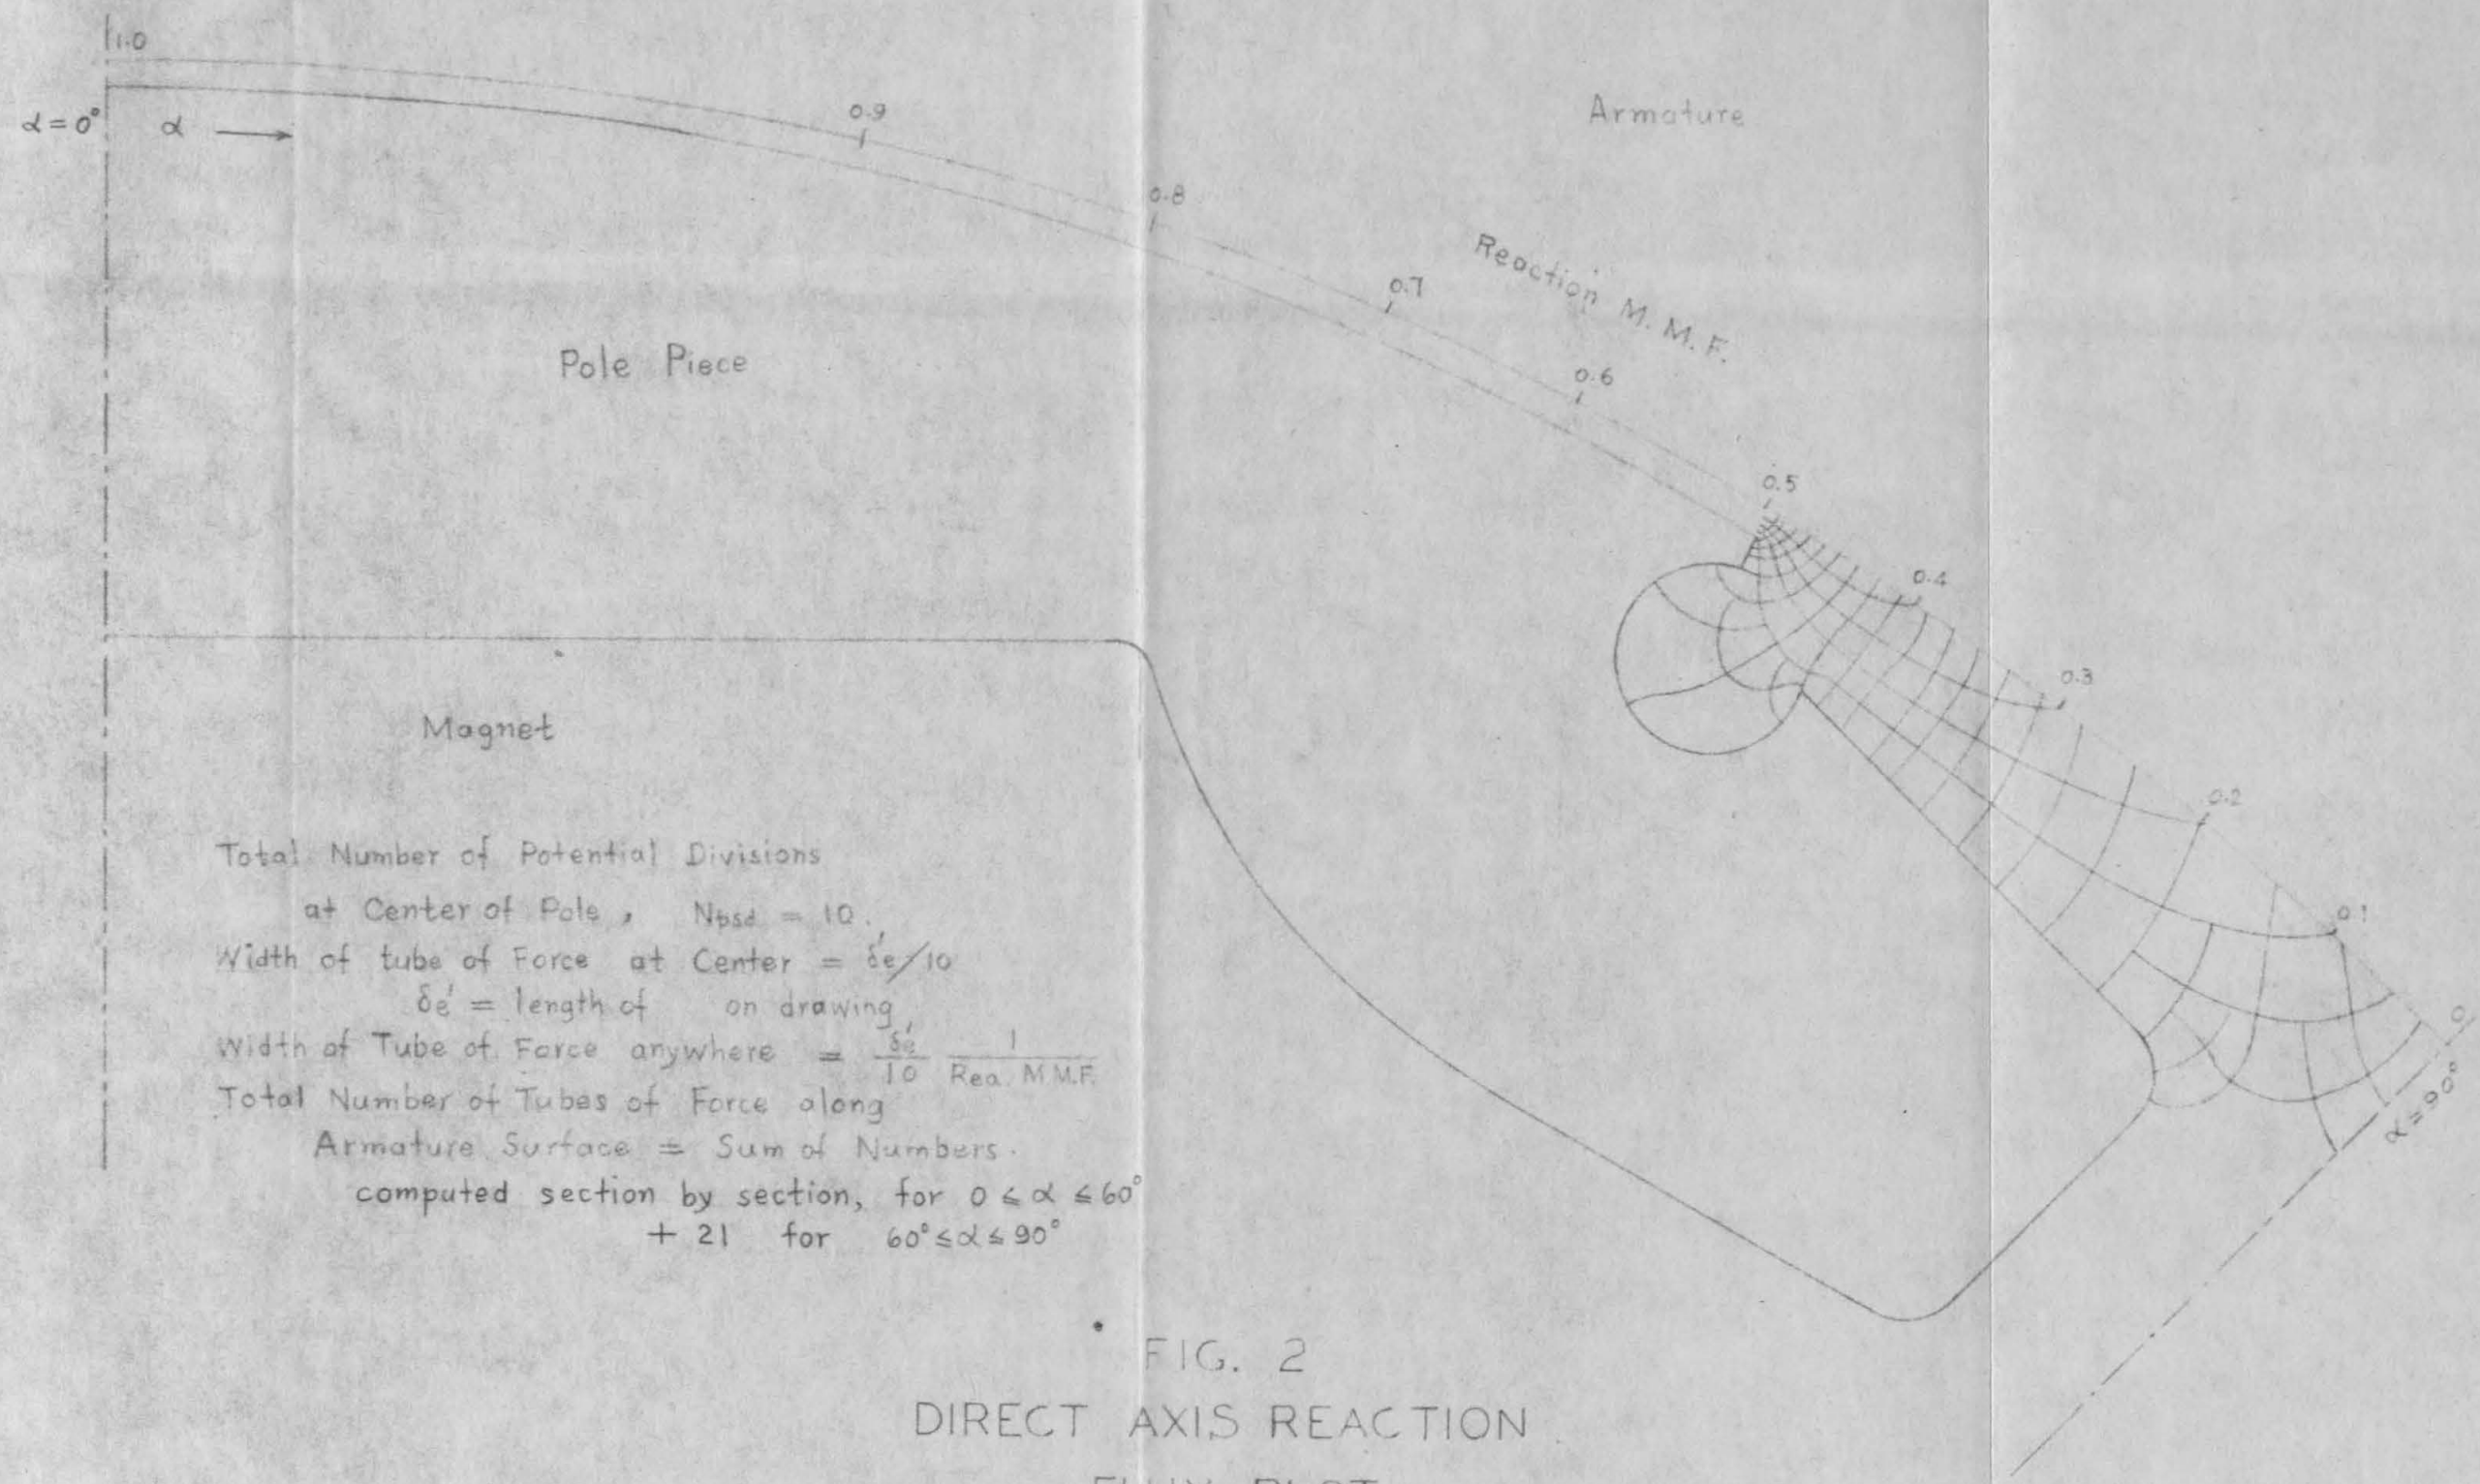 1.0
0.9
Armature
α=0° α
0.8
Reaction M. M. F.
0.7
Pole Piece
0.6
0.5
0.4
0.3
Magnet
0.2
Total Number of Potential Divisions
at Center of Pole, Npsd = 10.
0.1
Width of tube of Force at Center = δe'/10
δe' = length of on drawing
0
Width of Tube of Force anywhere = δe'/10 1/Rea. M.M.F.
α=90°
Total Number of Tubes of Force along
Armature Surface = Sum of Numbers.
computed section by section, for 0 ≤ α ≤ 60°
+ 21 for 60° ≤ α ≤ 90°
FIG. 2
DIRECT AXIS REACTION